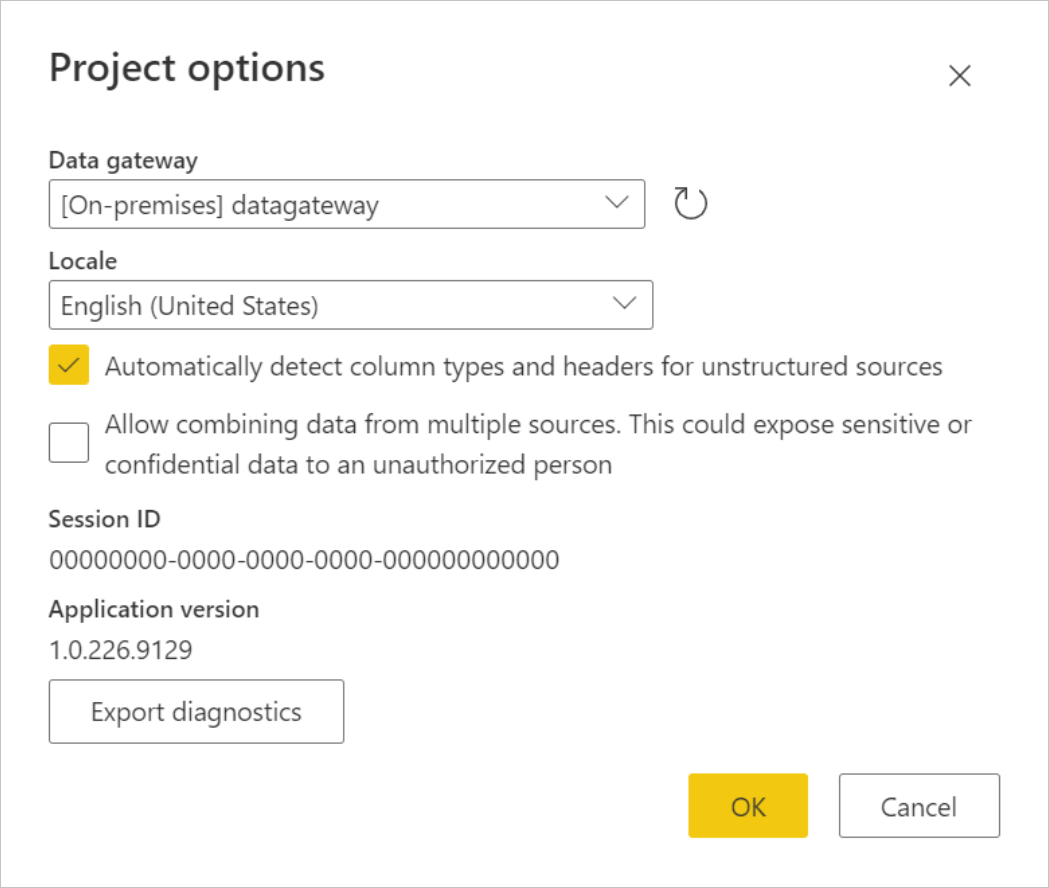 Project options
Data gateway
[On-premises] datagateway
Locale
English (United States)
Automatically detect column types and headers for unstructured sources
Allow combining data from multiple sources. This could expose sensitive or
confidential data to an unauthorized person
Session ID
00000000-0000-0000-0000-000000000000
Application version
1.0.226.9129
Export diagnostics
OK
Cancel